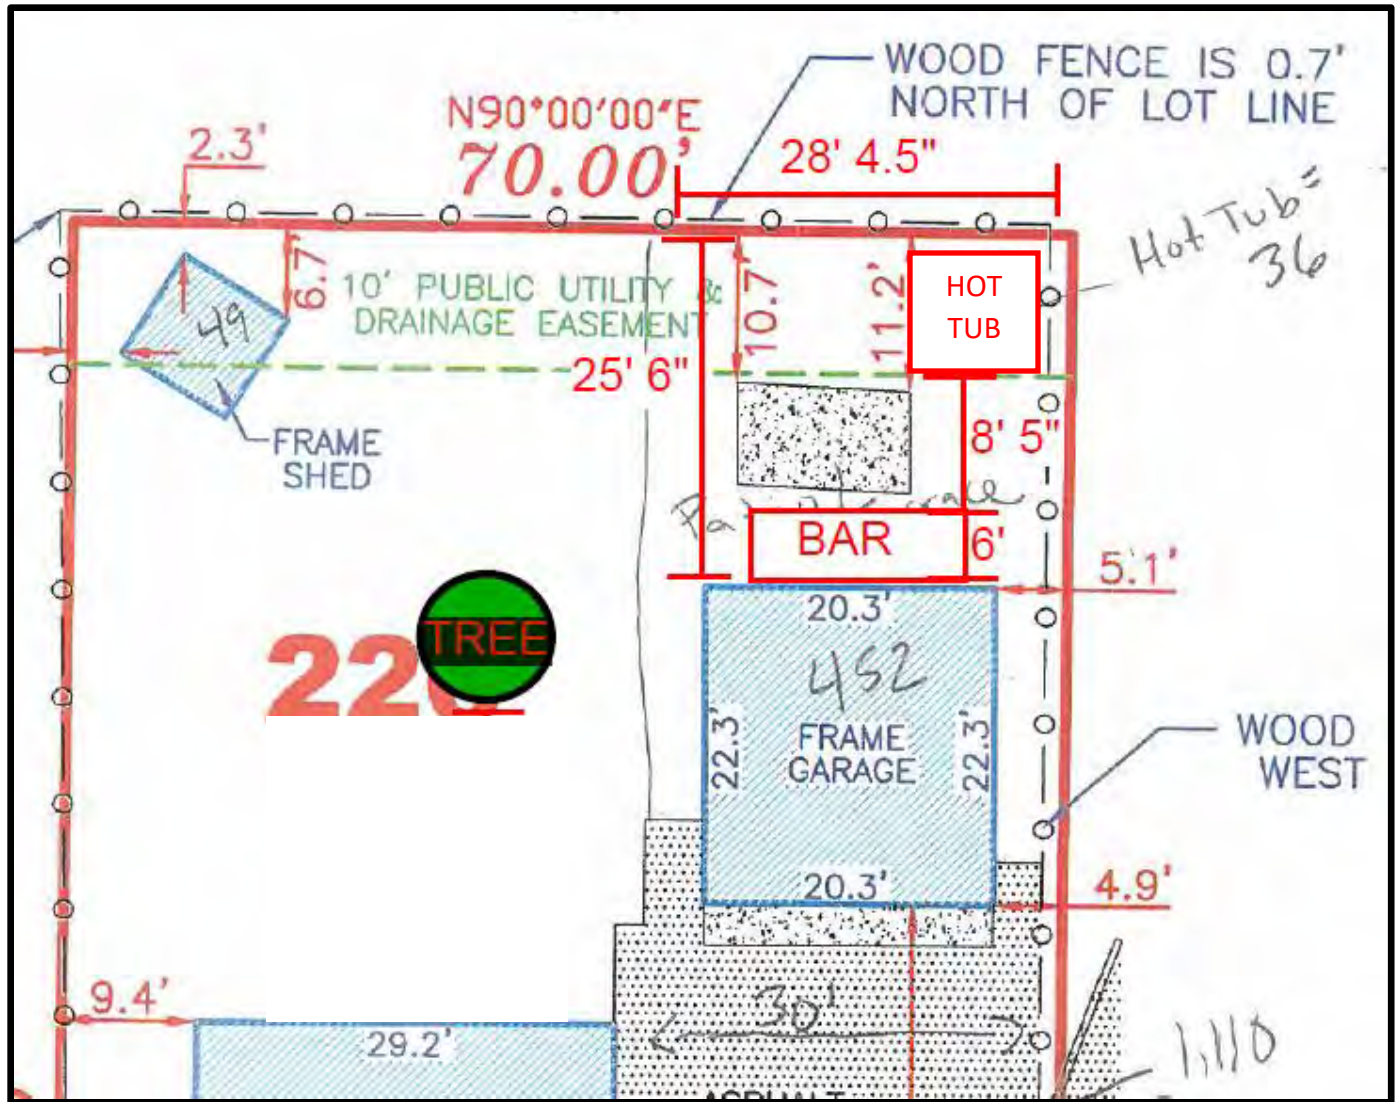 WOOD FENCE IS 0.7'
NORTH OF LOT LINE
N90°00'00"E
70.00'
2.3'
28' 4.5"
Hot Tub =
36
6.7'
10' PUBLIC UTILITY &
DRAINAGE EASEMENT
10.7'
11.2'
HOT
TUB
49
25' 6"
8' 5"
FRAME
SHED
BAR
6'
5.1'
20.3'
TREE
22
452
22.3'
FRAME
GARAGE
22.3'
WOOD
WEST
20.3'
4.9'
9.4'
30'
29.2'
1,110
ASPHALT